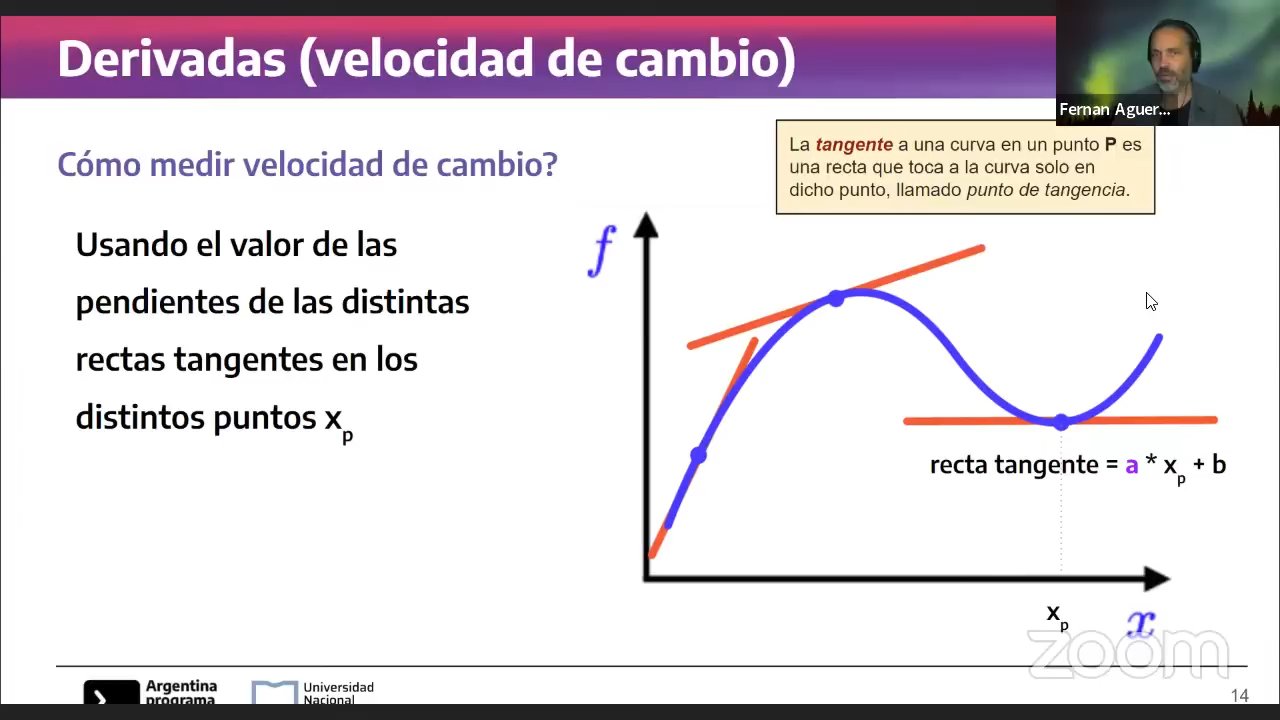 Derivadas (velocidad de cambio)
Fernan Aguer...
Cómo medir velocidad de cambio?
La tangente a una curva en un punto P es
una recta que toca a la curva solo en
dicho punto, llamado punto de tangencia.
Usando el valor de las
pendientes de las distintas
rectas tangentes en los
distintos puntos xp
f
recta tangente = a * xp + b
xp
x
zoom
Argentina
programa
Universidad
Nacional
14